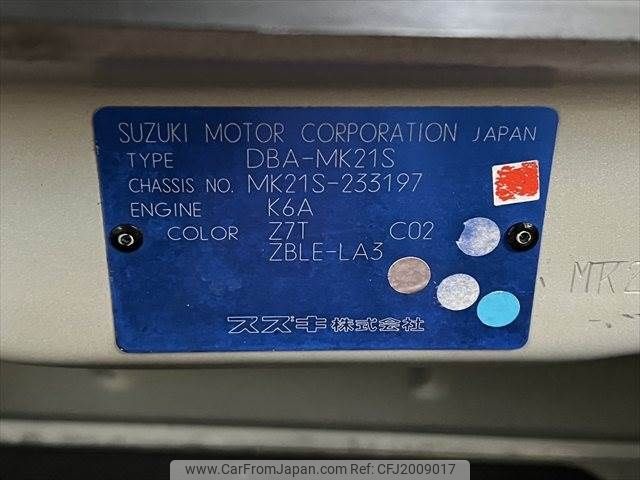 SUZUKI MOTOR CORPORATION JAPAN
TYPE DBA-MK21S
CHASSIS NO. MK21S-233197
ENGINE K6A
COLOR Z7T C02
ZBLE-LA3
スズキ株式会社
MK2
www.CarFromJapan.com | ID: CFJ2009017